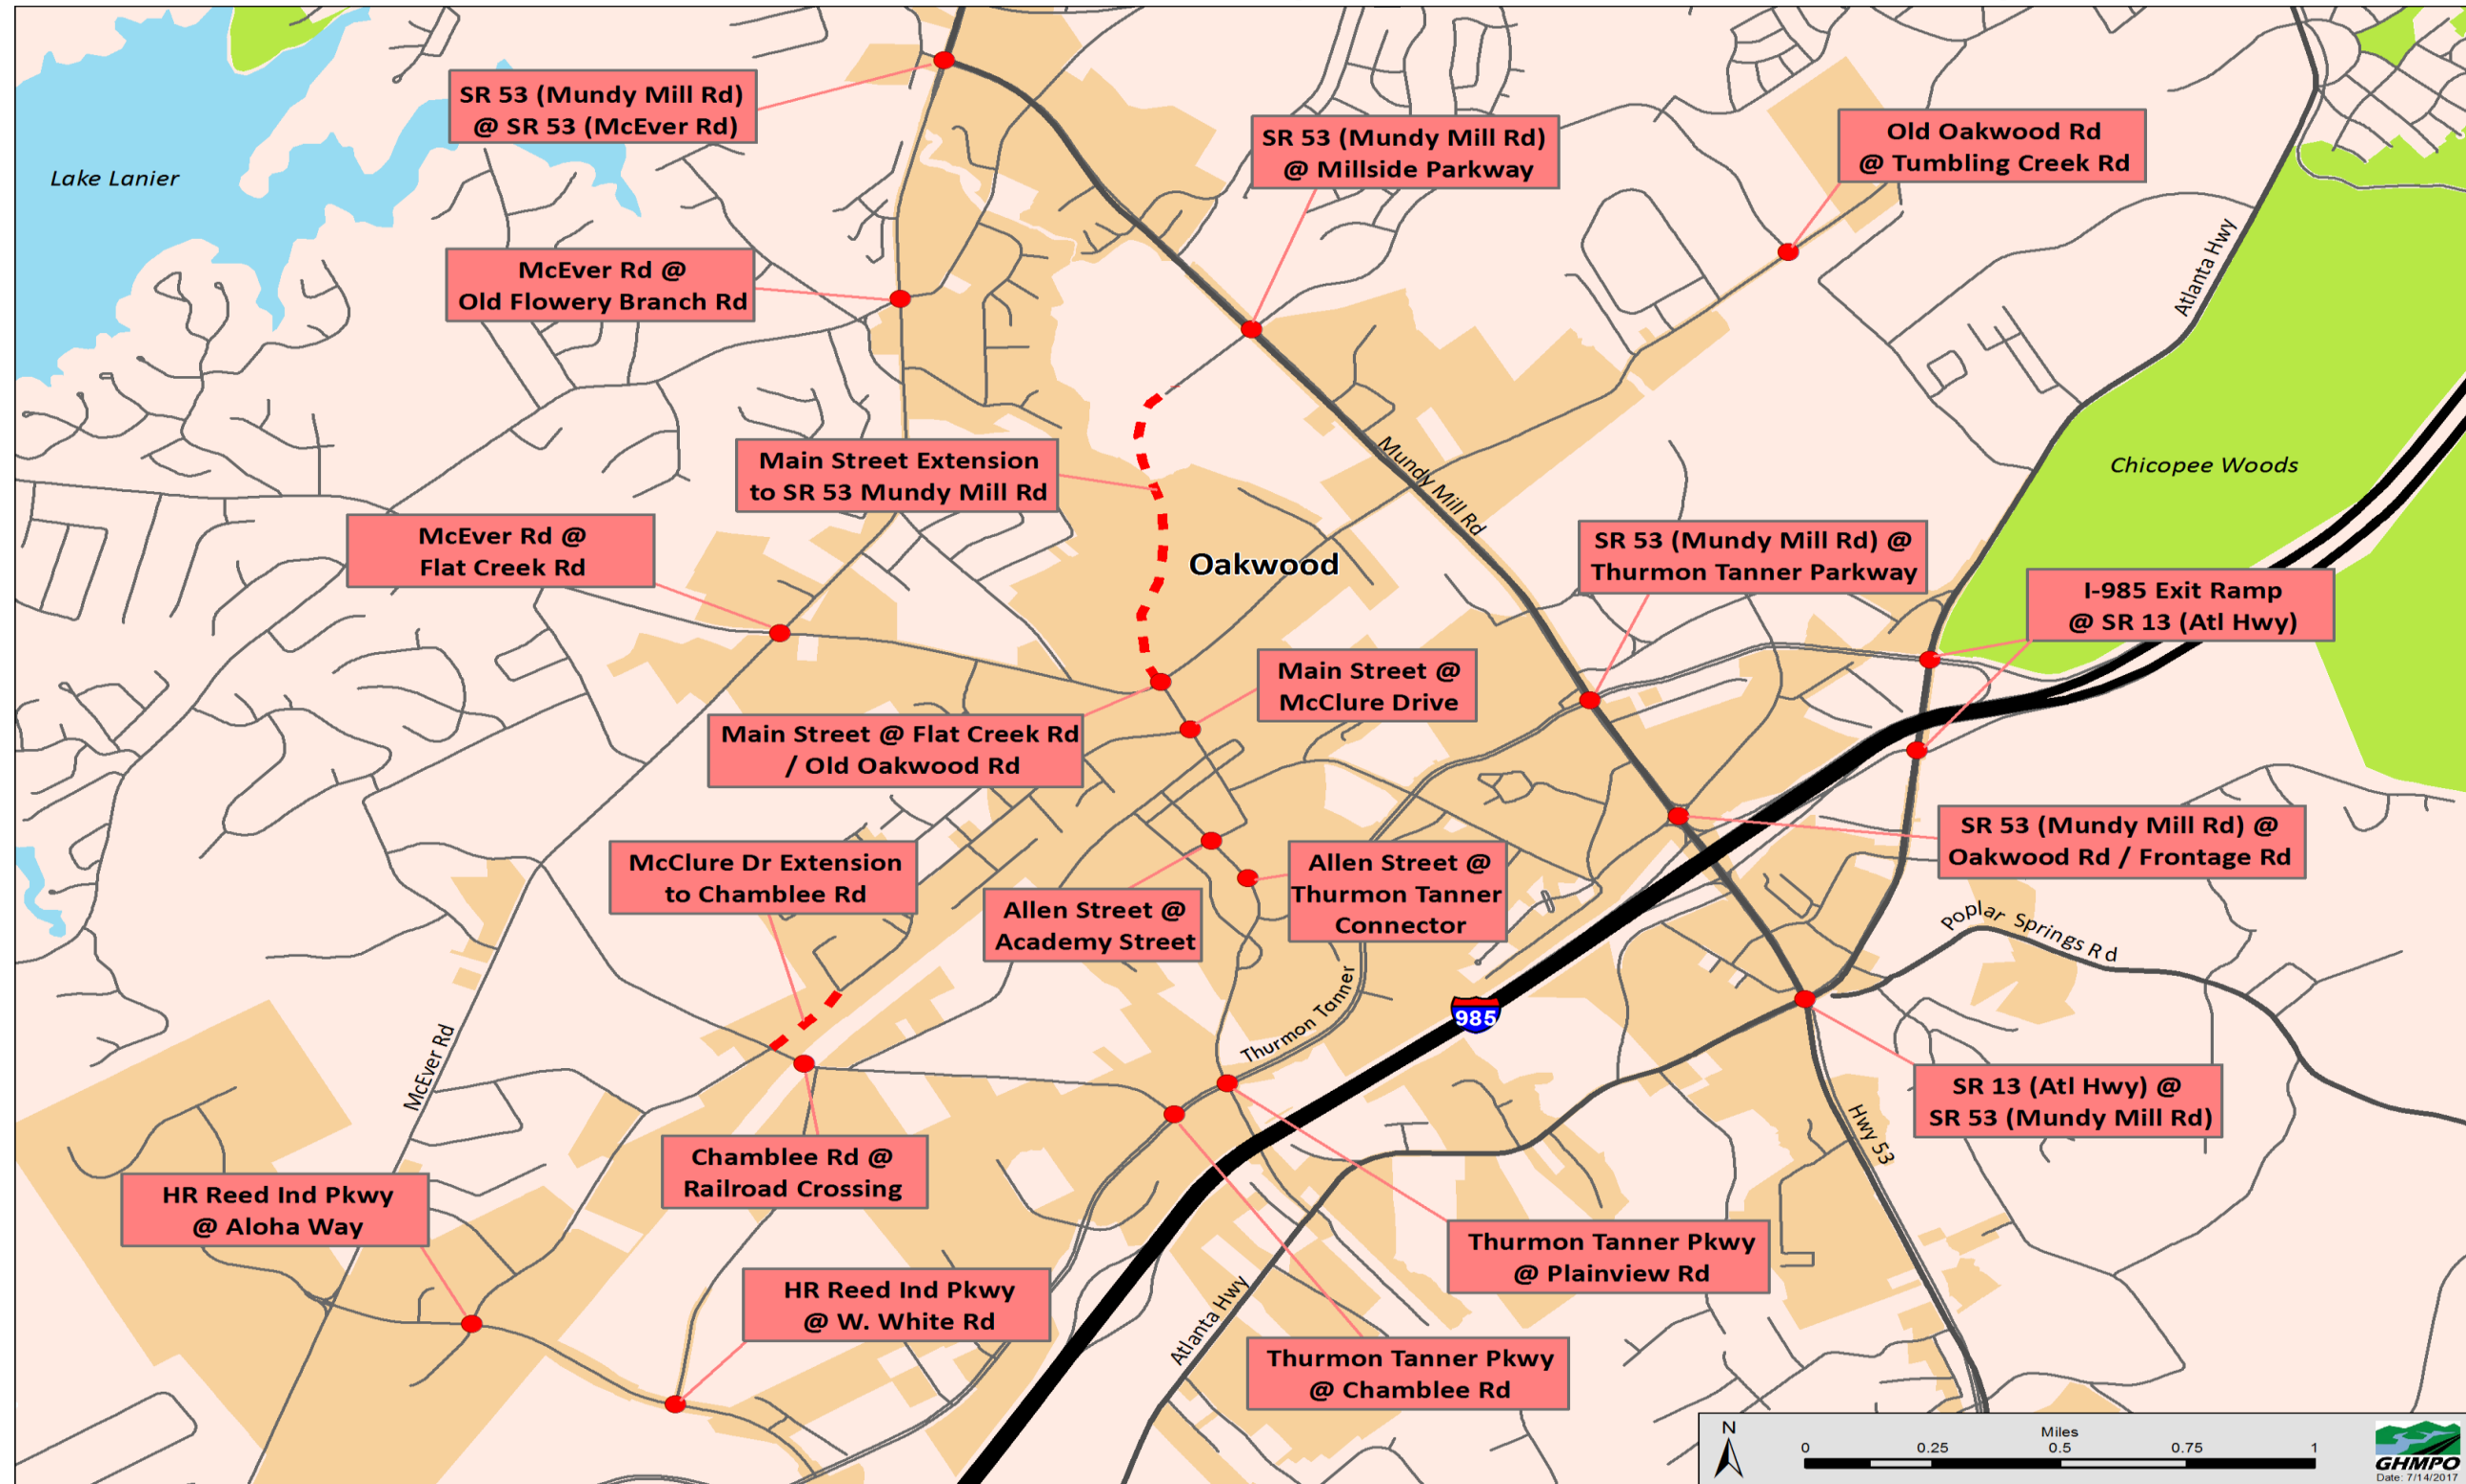 SR 53 (Mundy Mill Rd)
@ SR 53 (McEver Rd)
SR 53 (Mundy Mill Rd)
@ Millside Parkway
Old Oakwood Rd
@ Tumbling Creek Rd
Lake Lanier
Atlanta Hwy
McEver Rd @
Old Flowery Branch Rd
Main Street Extension
to SR 53 Mundy Mill Rd
Mundy Mill Rd
Chicopee Woods
McEver Rd @
Flat Creek Rd
Oakwood
SR 53 (Mundy Mill Rd) @
Thurmon Tanner Parkway
I-985 Exit Ramp
@ SR 13 (Atl Hwy)
Main Street @
McClure Drive
Main Street @ Flat Creek Rd
/ Old Oakwood Rd
SR 53 (Mundy Mill Rd) @
Oakwood Rd / Frontage Rd
McClure Dr Extension
to Chamblee Rd
Allen Street @
Thurmon Tanner
Connector
Allen Street @
Academy Street
Poplar Springs Rd
Thurmon Tanner
985
McEver Rd
SR 13 (Atl Hwy) @
SR 53 (Mundy Mill Rd)
Hwy 53
Chamblee Rd @
Railroad Crossing
HR Reed Ind Pkwy
@ Aloha Way
Thurmon Tanner Pkwy
@ Plainview Rd
HR Reed Ind Pkwy
@ W. White Rd
Atlanta Hwy
Thurmon Tanner Pkwy
@ Chamblee Rd
N
Miles
0 0.25 0.5 0.75 1
GHMPO
Date: 7/14/2017